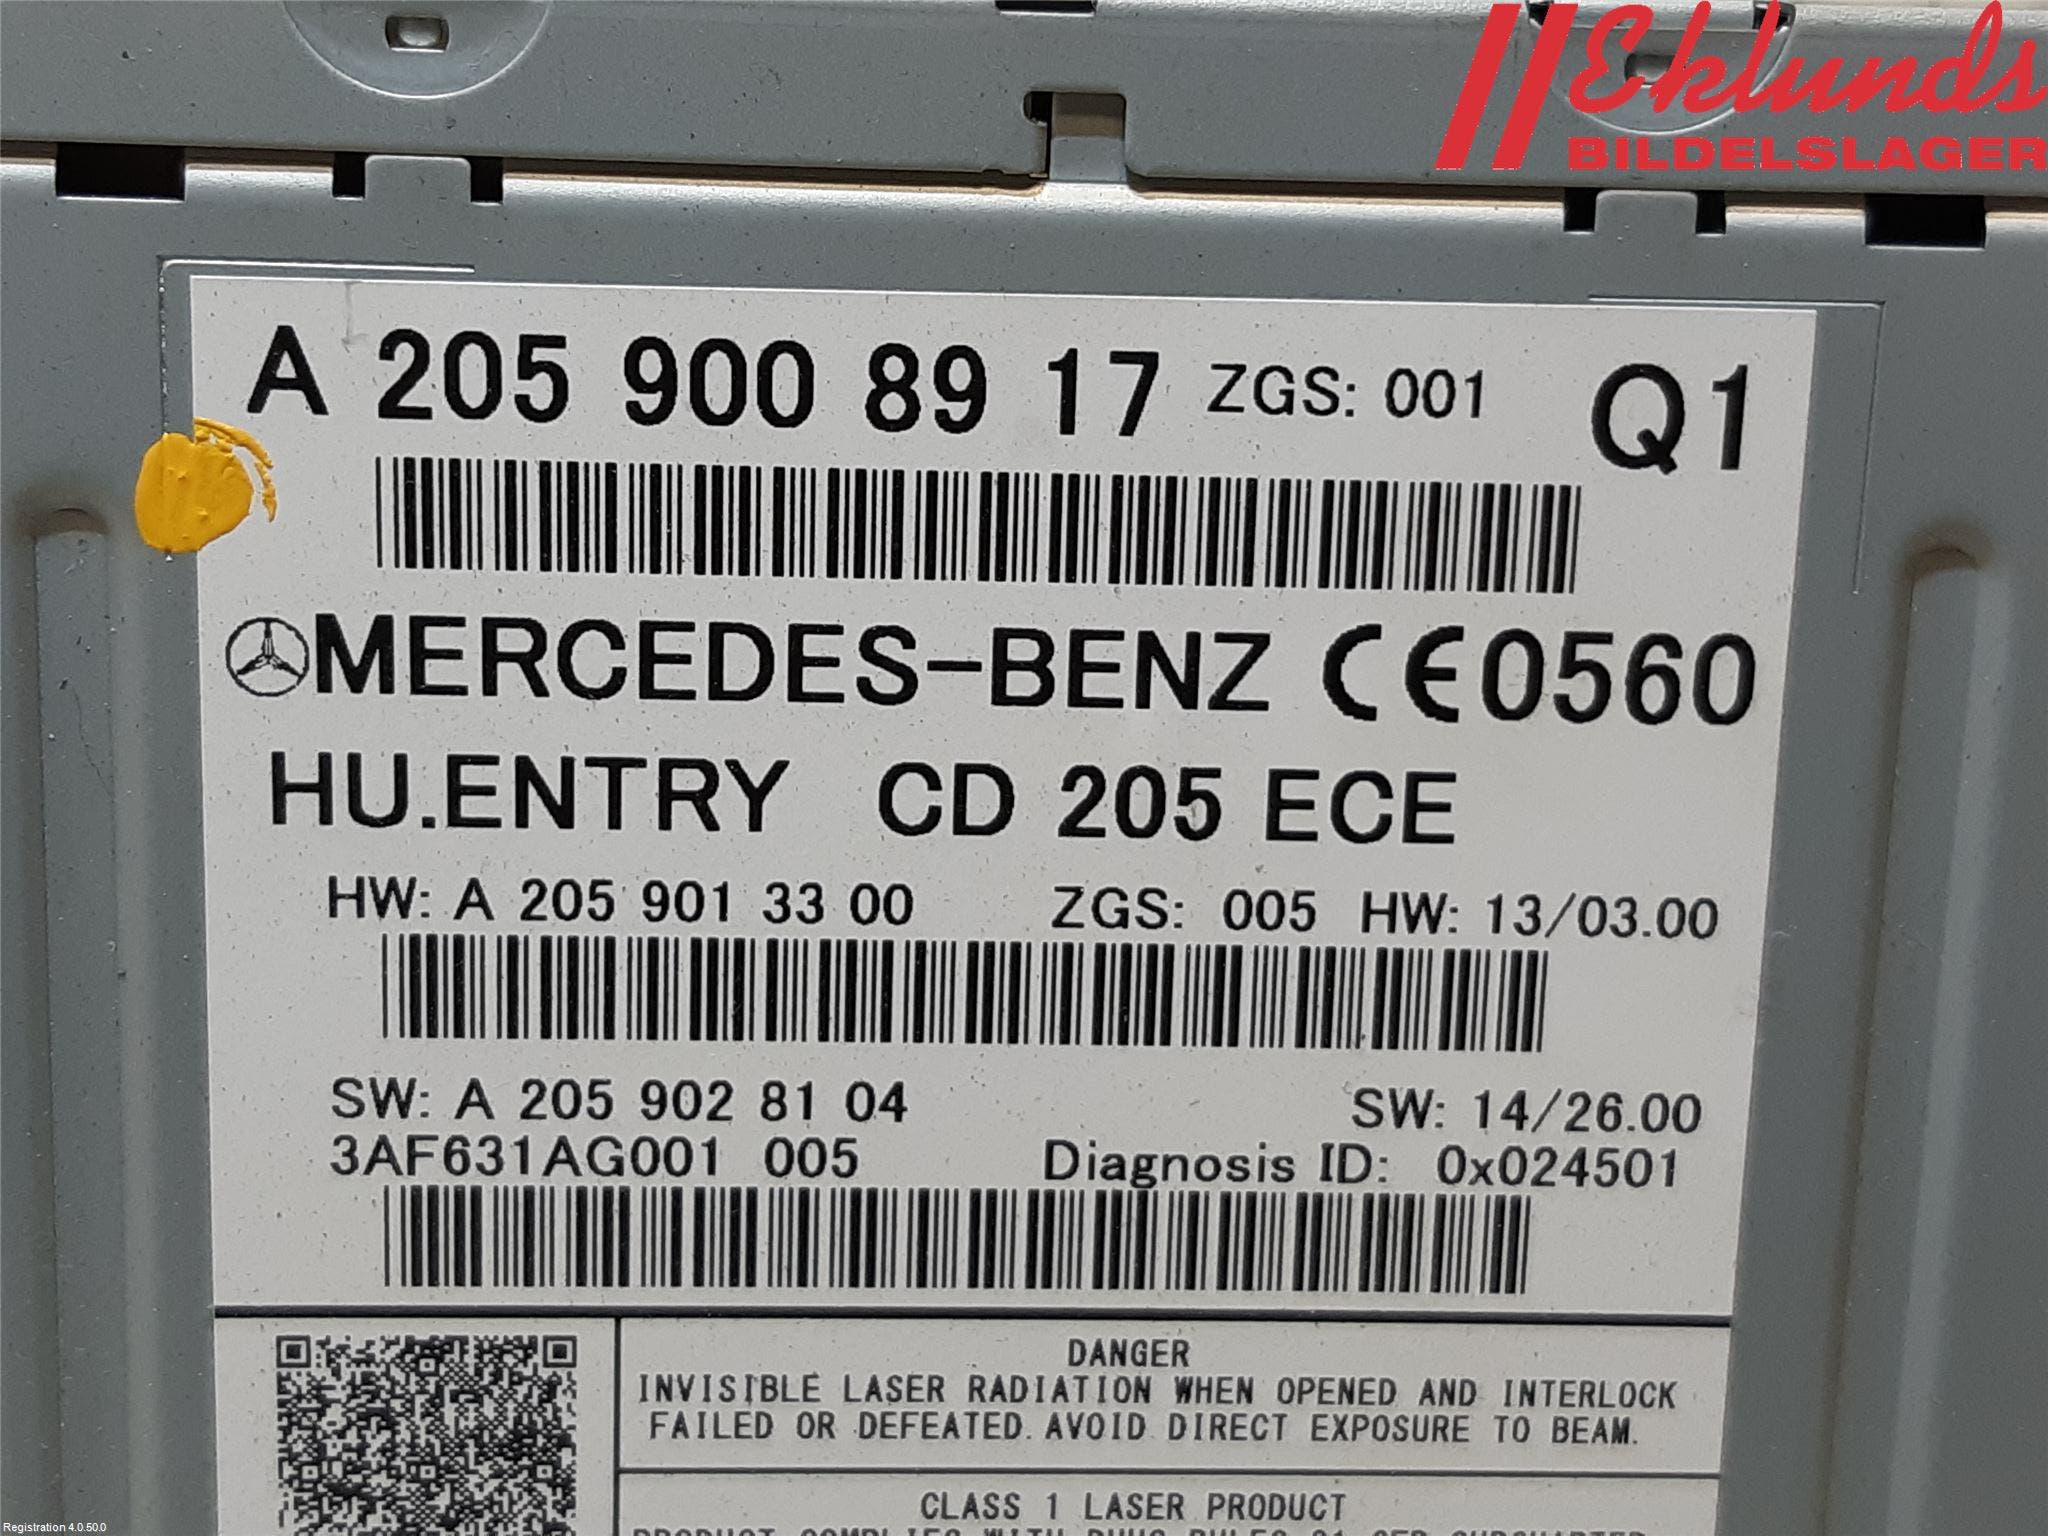 Eklunds
BILDELSLAGER
A 205 900 89 17 ZGS: 001 Q1
MERCEDES-BENZ CE0560
HU.ENTRY CD 205 ECE
HW: A 205 901 33 00 ZGS: 005 HW: 13/03.00
SW: A 205 902 81 04 SW: 14/26.00
3AF631AG001 005 Diagnosis ID: 0x024501
DANGER
INVISIBLE LASER RADIATION WHEN OPENED AND INTERLOCK
FAILED OR DEFEATED. AVOID DIRECT EXPOSURE TO BEAM.
CLASS 1 LASER PRODUCT
Registration 4.0.50.0